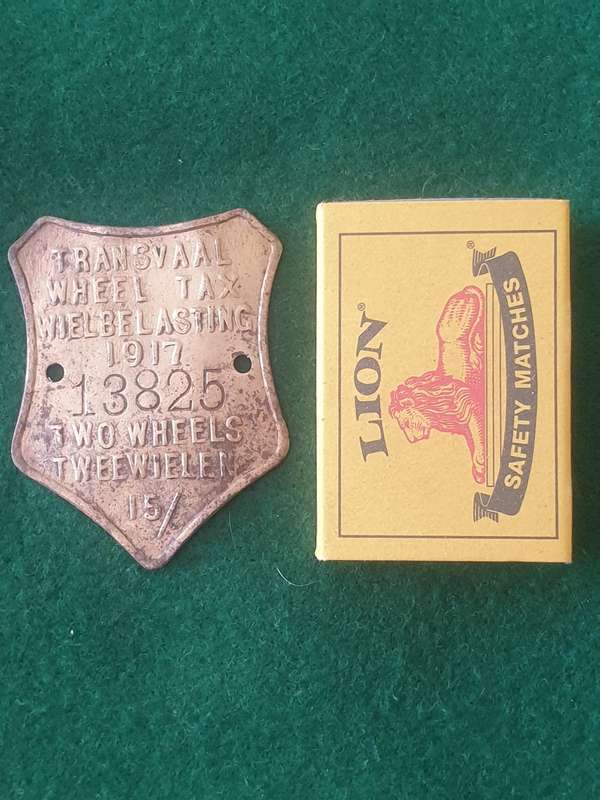 TRANSVAAL
WHEEL TAX
WIELBELASTING
1917
13825
TWO WHEELS
TWEEWIELEN
15/
LION®
SAFETY MATCHES
®